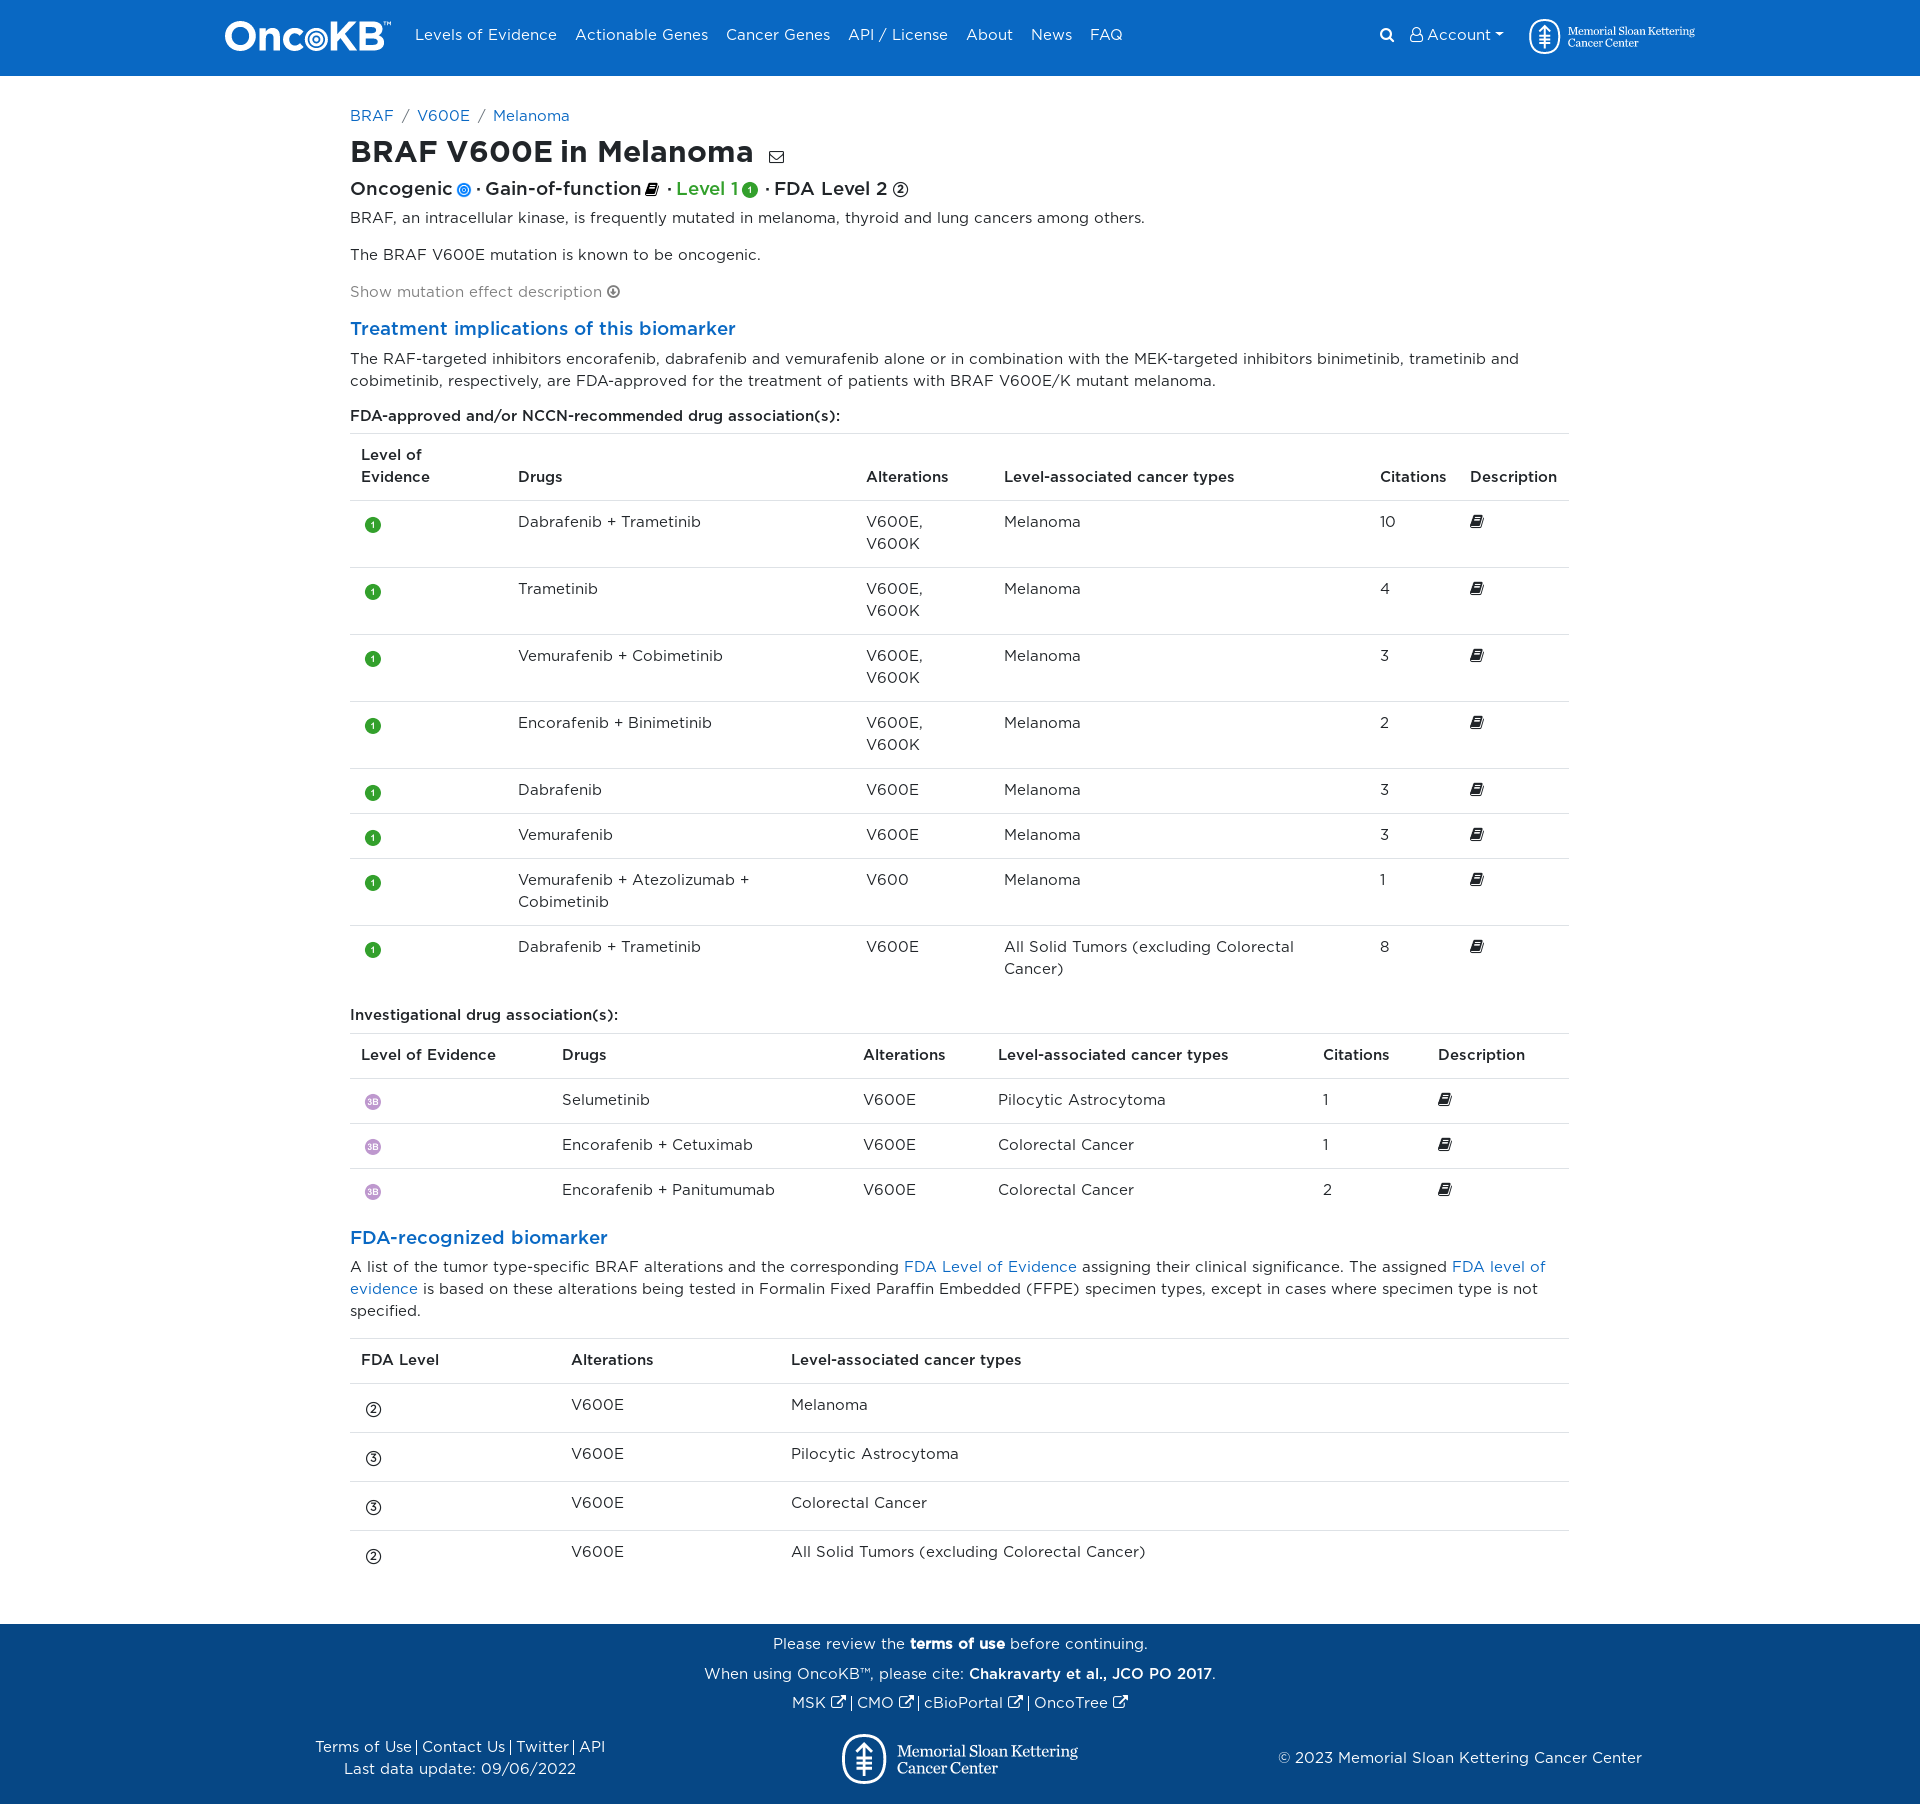 OncoKB™
Levels of Evidence Actionable Genes Cancer Genes API / License About News FAQ
Account
Memorial Sloan Kettering
Cancer Center
BRAF / V600E / Melanoma
BRAF V600E in Melanoma
Oncogenic · Gain-of-function · Level 1 1 · FDA Level 2 2
BRAF, an intracellular kinase, is frequently mutated in melanoma, thyroid and lung cancers among others.
The BRAF V600E mutation is known to be oncogenic.
Show mutation effect description
Treatment implications of this biomarker
The RAF-targeted inhibitors encorafenib, dabrafenib and vemurafenib alone or in combination with the MEK-targeted inhibitors binimetinib, trametinib and
cobimetinib, respectively, are FDA-approved for the treatment of patients with BRAF V600E/K mutant melanoma.
FDA-approved and/or NCCN-recommended drug association(s):
Level of
Evidence Drugs Alterations Level-associated cancer types Citations Description
1 Dabrafenib + Trametinib V600E, Melanoma 10
V600K
1 Trametinib V600E, Melanoma 4
V600K
1 Vemurafenib + Cobimetinib V600E, Melanoma 3
V600K
1 Encorafenib + Binimetinib V600E, Melanoma 2
V600K
1 Dabrafenib V600E Melanoma 3
1 Vemurafenib V600E Melanoma 3
1 Vemurafenib + Atezolizumab + V600 Melanoma 1
Cobimetinib
1 Dabrafenib + Trametinib V600E All Solid Tumors (excluding Colorectal 8
Cancer)
Investigational drug association(s):
Level of Evidence Drugs Alterations Level-associated cancer types Citations Description
3B Selumetinib V600E Pilocytic Astrocytoma 1
3B Encorafenib + Cetuximab V600E Colorectal Cancer 1
3B Encorafenib + Panitumumab V600E Colorectal Cancer 2
FDA-recognized biomarker
A list of the tumor type-specific BRAF alterations and the corresponding FDA Level of Evidence assigning their clinical significance. The assigned FDA level of
evidence is based on these alterations being tested in Formalin Fixed Paraffin Embedded (FFPE) specimen types, except in cases where specimen type is not
specified.
FDA Level Alterations Level-associated cancer types
2 V600E Melanoma
3 V600E Pilocytic Astrocytoma
3 V600E Colorectal Cancer
2 V600E All Solid Tumors (excluding Colorectal Cancer)
Please review the terms of use before continuing.
When using OncoKB™, please cite: Chakravarty et al., JCO PO 2017.
MSK | CMO | cBioPortal | OncoTree
Terms of Use | Contact Us | Twitter | API
Last data update: 09/06/2022
Memorial Sloan Kettering
Cancer Center
© 2023 Memorial Sloan Kettering Cancer Center